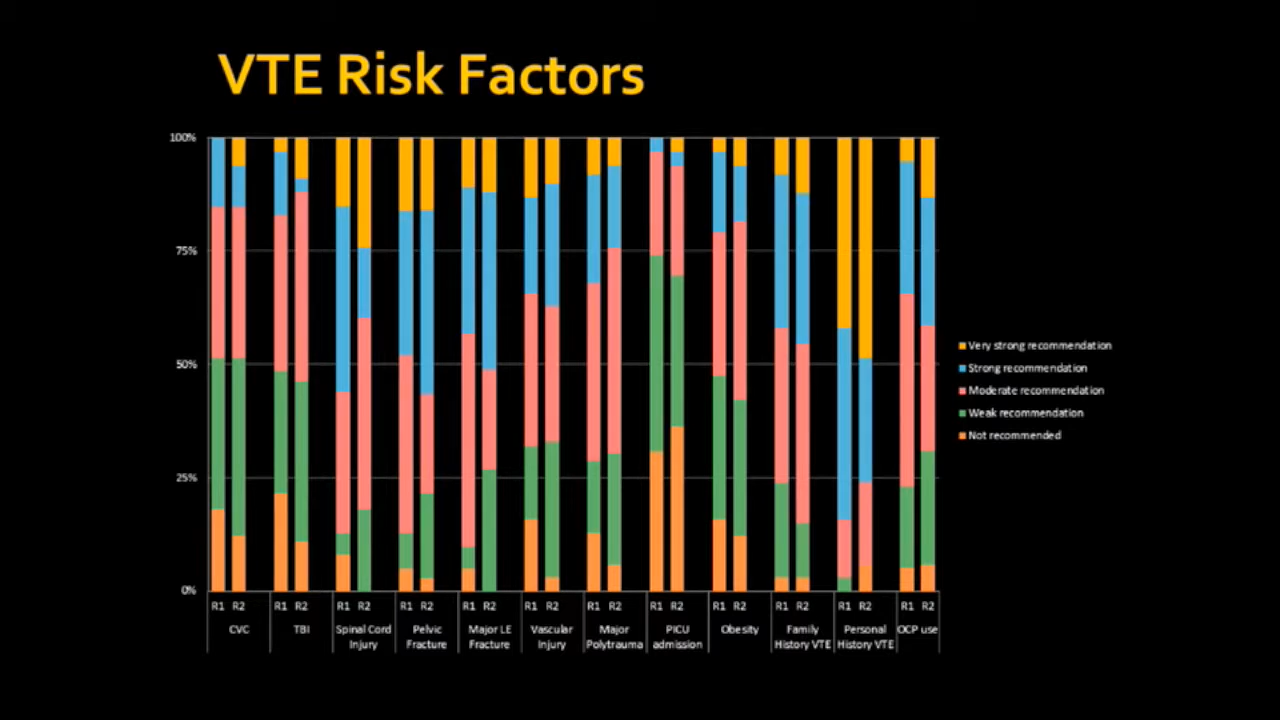 VTE Risk Factors
100%
75%
50%
25%
0%
Very strong recommendation
Strong recommendation
Moderate recommendation
Weak recommendation
Not recommended
R1 R2 R1 R2 R1 R2 R1 R2 R1 R2 R1 R2 R1 R2 R1 R2 R1 R2 R1 R2 R1 R2 R1 R2
CVC
TBI
Spinal Cord
Injury
Pelvic
Fracture
Major LE
Fracture
Vascular
Injury
Major
Polytrauma
PICU
admission
Obesity
Family
History VTE
Personal
History VTE
OCP use